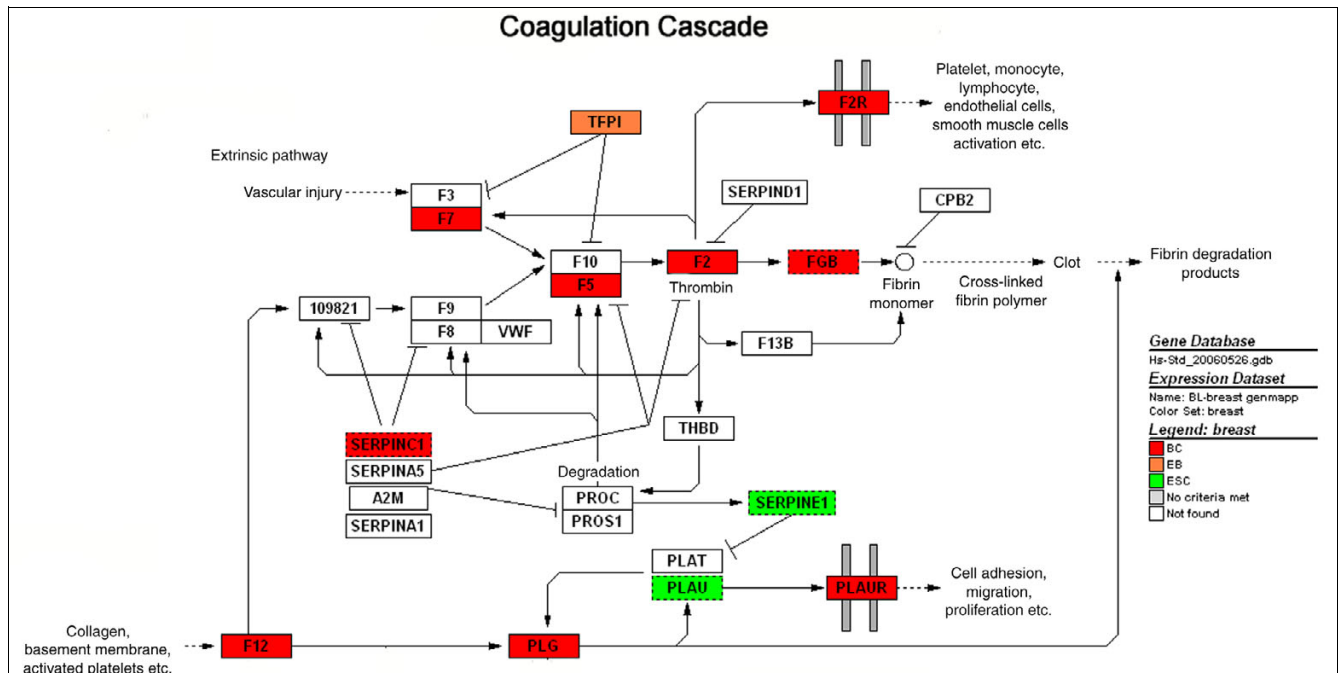 Coagulation Cascade
Platelet, monocyte,
lymphocyte,
endothelial cells,
smooth muscle cells
activation etc.
F2R
TFPI
Extrinsic pathway
Vascular injury
F3
F7
SERPIND1
CPB2
F10
F5
F2
Thrombin
FGB
Fibrin
monomer
Cross-linked
fibrin polymer
Clot
Fibrin degradation
products
109821
F9
F8
VWF
F13B
THBD
SERPINC1
SERPINA5
A2M
SERPINA1
Degradation
PROC
PROS1
SERPINE1
PLAT
PLAU
PLAUR
Cell adhesion,
migration,
proliferation etc.
Collagen,
basement membrane,
activated platelets etc.
F12
PLG
Gene Database
Hs-Std_20060526.gdb
Expression Dataset
Name: BL-breast genmapp
Color Set: breast
Legend: breast
BC
EB
ESC
No criteria met
Not found